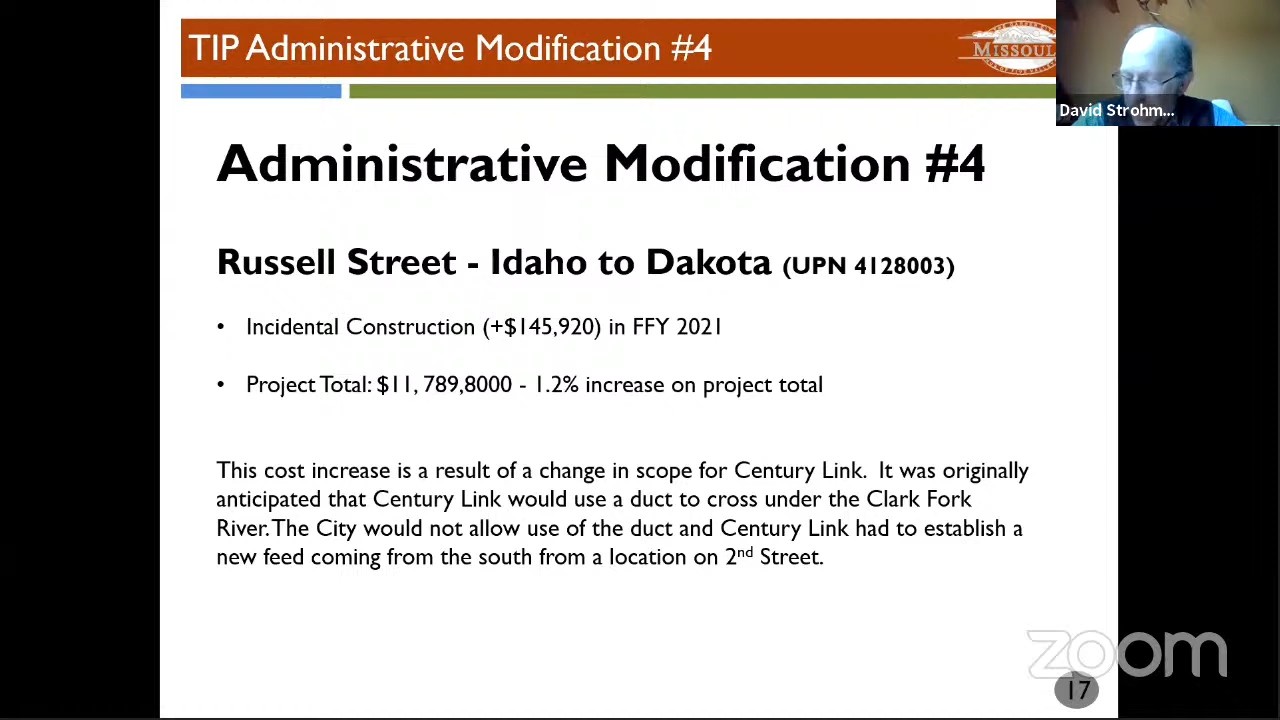 TIP Administrative Modification #4
MISSOUL
David Strohm...
Administrative Modification #4
Russell Street - Idaho to Dakota (UPN 4128003)
• Incidental Construction (+$145,920) in FFY 2021
• Project Total: $11, 789,8000 - 1.2% increase on project total
This cost increase is a result of a change in scope for Century Link. It was originally
anticipated that Century Link would use a duct to cross under the Clark Fork
River. The City would not allow use of the duct and Century Link had to establish a
new feed coming from the south from a location on 2nd Street.
zoom
17